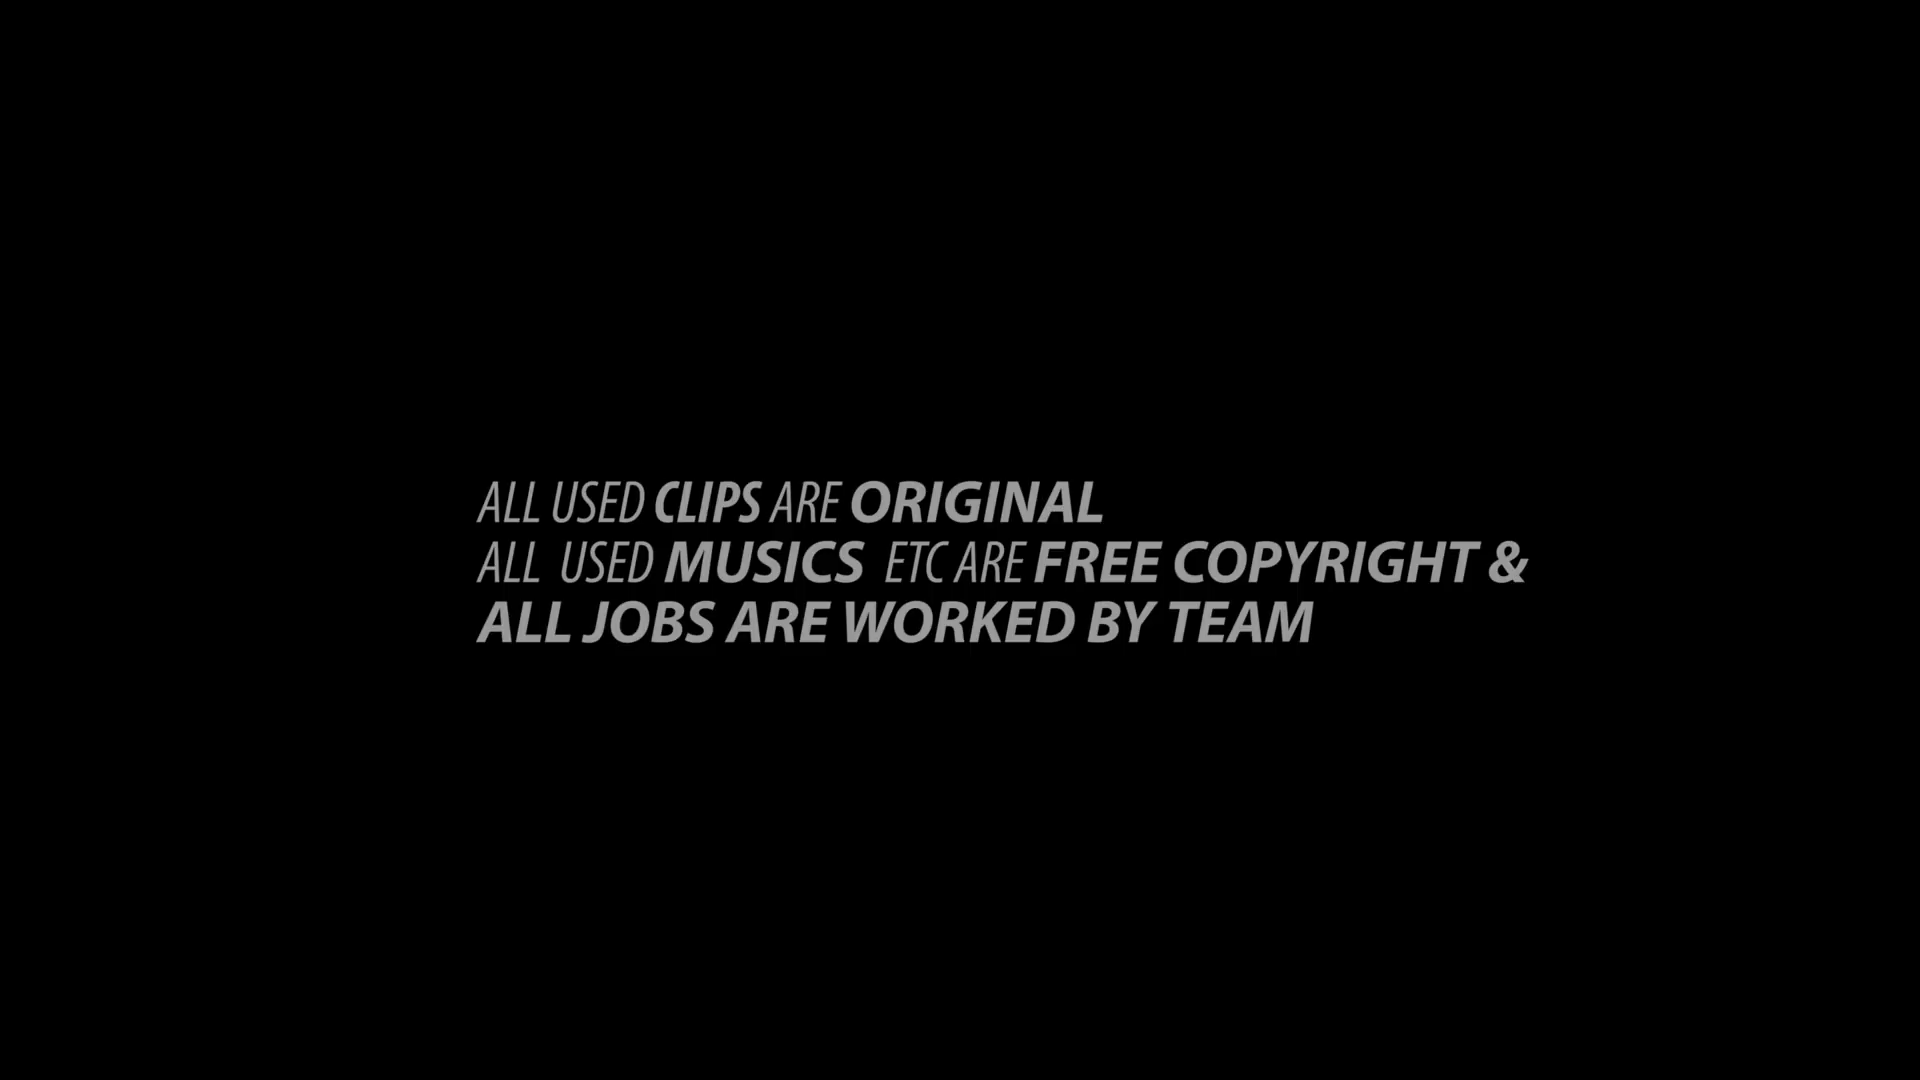 ALL USED CLIPS ARE ORIGINAL
ALL USED MUSICS ETC ARE FREE COPYRIGHT &
ALL JOBS ARE WORKED BY TEAM